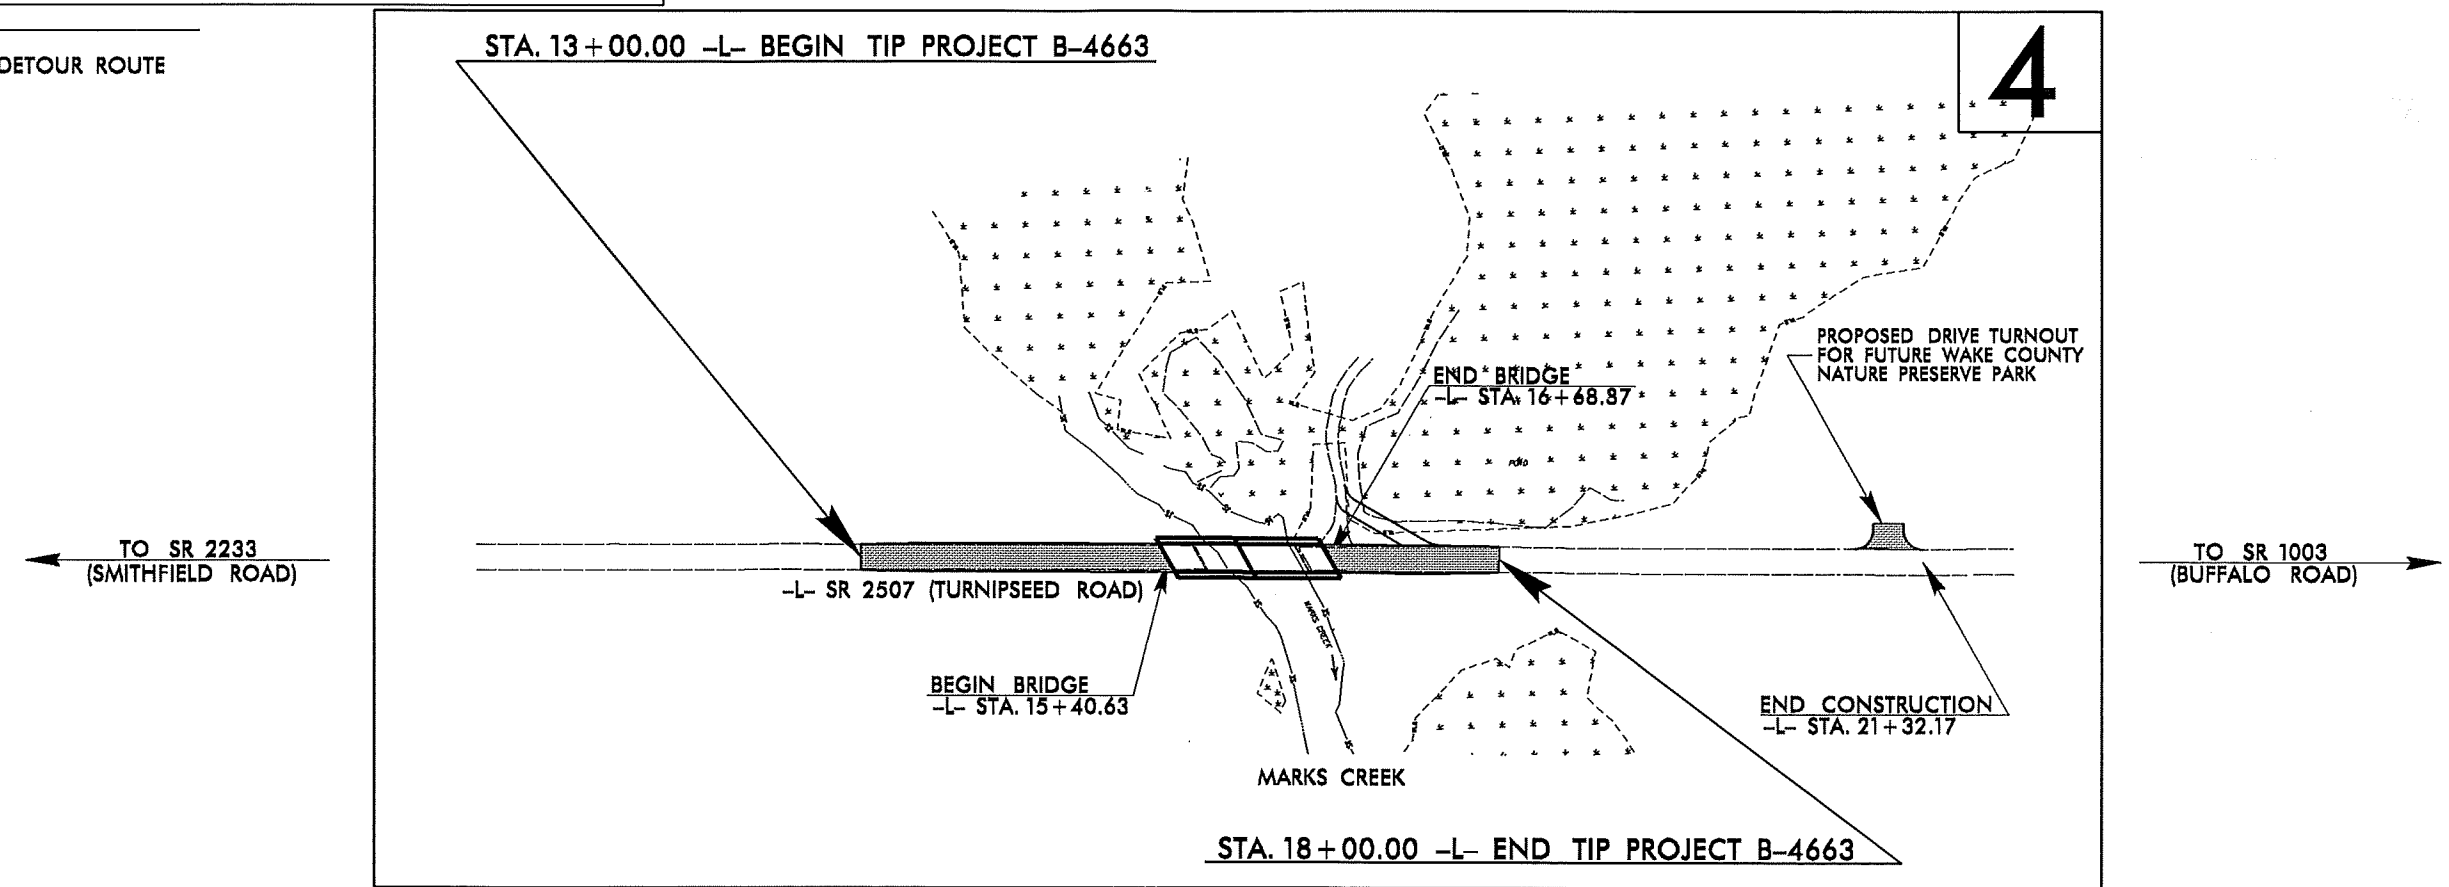 DETOUR ROUTE
STA. 13+00.00 -L- BEGIN TIP PROJECT B-4663
4
PROPOSED DRIVE TURNOUT
FOR FUTURE WAKE COUNTY
NATURE PRESERVE PARK
END BRIDGE
-L- STA. 16+68.87
POND
TO SR 2233
(SMITHFIELD ROAD)
TO SR 1003
(BUFFALO ROAD)
-L- SR 2507 (TURNIPSEED ROAD)
MARKS CREEK
BEGIN BRIDGE
-L- STA. 15+40.63
END CONSTRUCTION
-L- STA. 21+32.17
MARKS CREEK
STA. 18+00.00 -L- END TIP PROJECT B-4663